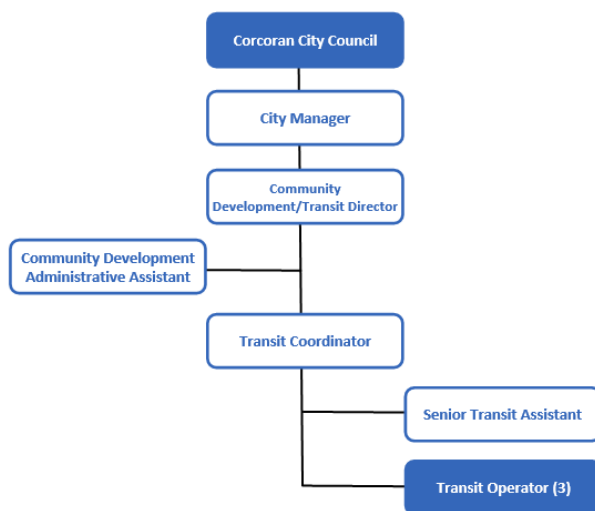 Corcoran City Council
City Manager
Community
Development/Transit Director
Community Development
Administrative Assistant
Transit Coordinator
Senior Transit Assistant
Transit Operator (3)